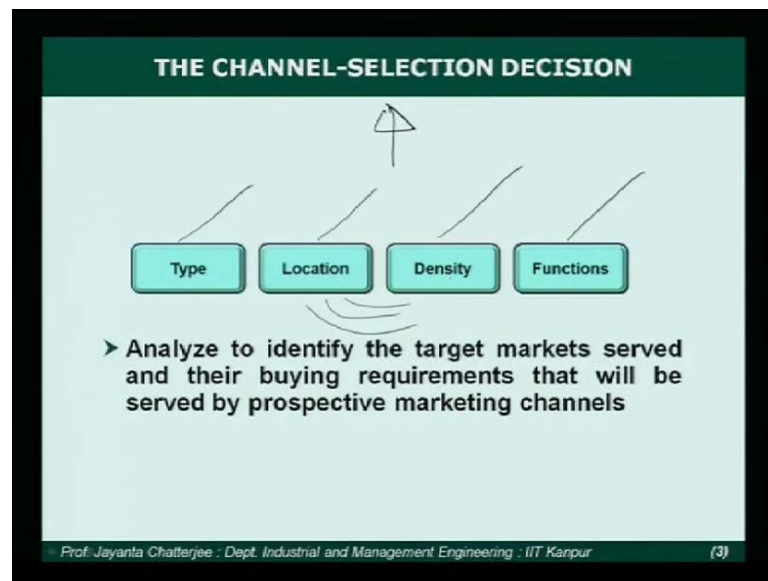 THE CHANNEL-SELECTION DECISION
Type Location Density Functions
➤ Analyze to identify the target markets served
and their buying requirements that will be
served by prospective marketing channels
Prof. Jayanta Chatterjee : Dept. Industrial and Management Engineering : IIT Kanpur (3)